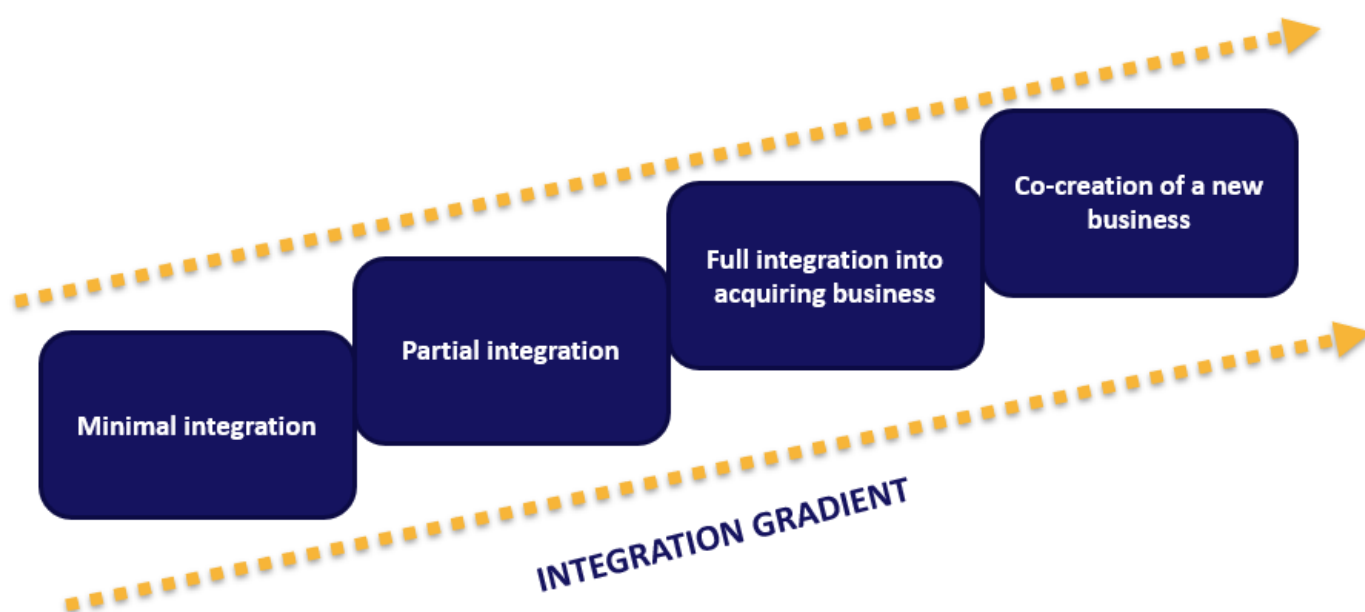 Minimal integration
Partial integration
Full integration into
acquiring business
Co-creation of a new
business
INTEGRATION GRADIENT